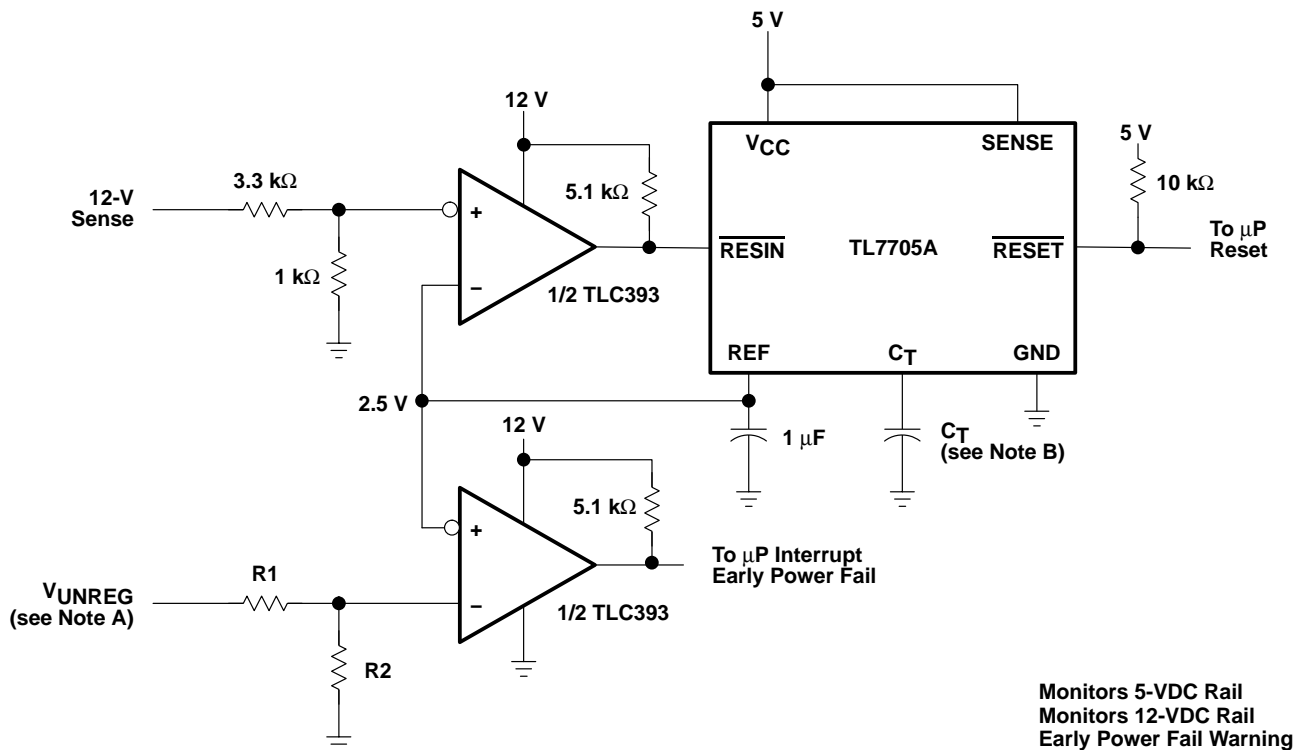 5 V
12 V
VCC
SENSE
5 V
3.3 kΩ
5.1 kΩ
10 kΩ
12-V
Sense
+
RESIN
TL7705A
RESET
To μP
Reset
1 kΩ
–
1/2 TLC393
REF
CT
GND
2.5 V
12 V
1 μF
CT
(see Note B)
5.1 kΩ
+
To μP Interrupt
Early Power Fail
R1
VUNREG
(see Note A)
–
1/2 TLC393
R2
Monitors 5-VDC Rail
Monitors 12-VDC Rail
Early Power Fail Warning